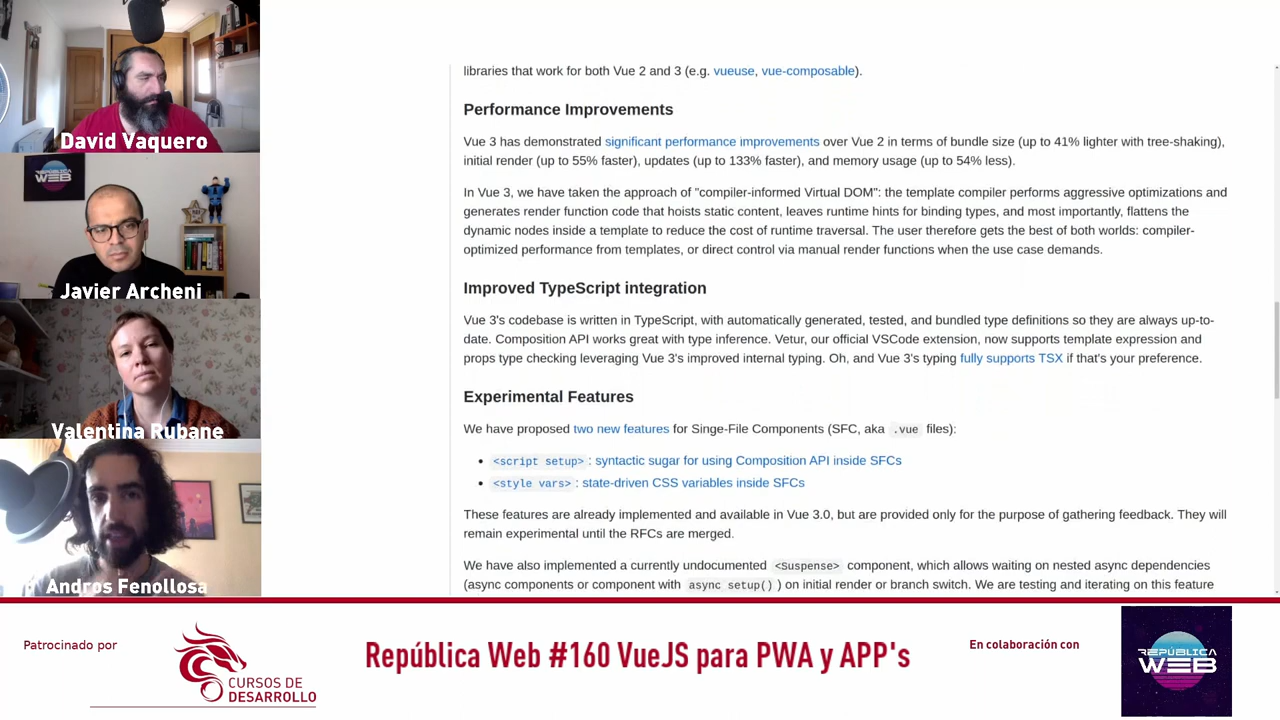 David Vaquero
REPÚBLICA
WEB
Javier Archeni
Valentina Rubane
Andros Fenollosa
libraries that work for both Vue 2 and 3 (e.g. vueuse, vue-composable).
Performance Improvements
Vue 3 has demonstrated significant performance improvements over Vue 2 in terms of bundle size (up to 41% lighter with tree-shaking),
initial render (up to 55% faster), updates (up to 133% faster), and memory usage (up to 54% less).
In Vue 3, we have taken the approach of "compiler-informed Virtual DOM": the template compiler performs aggressive optimizations and
generates render function code that hoists static content, leaves runtime hints for binding types, and most importantly, flattens the
dynamic nodes inside a template to reduce the cost of runtime traversal. The user therefore gets the best of both worlds: compiler-
optimized performance from templates, or direct control via manual render functions when the use case demands.
Improved TypeScript integration
Vue 3's codebase is written in TypeScript, with automatically generated, tested, and bundled type definitions so they are always up-to-
date. Composition API works great with type inference. Vetur, our official VSCode extension, now supports template expression and
props type checking leveraging Vue 3's improved internal typing. Oh, and Vue 3's typing fully supports TSX if that's your preference.
Experimental Features
We have proposed two new features for Singe-File Components (SFC, aka .vue files):
• <script setup> : syntactic sugar for using Composition API inside SFCs
• <style vars> : state-driven CSS variables inside SFCs
These features are already implemented and available in Vue 3.0, but are provided only for the purpose of gathering feedback. They will
remain experimental until the RFCs are merged.
We have also implemented a currently undocumented <Suspense> component, which allows waiting on nested async dependencies
(async components or component with async setup() ) on initial render or branch switch. We are testing and iterating on this feature
Patrocinado por
CURSOS DE
DESARROLLO
República Web #160 VueJS para PWA y APP's
En colaboración con
REPÚBLICA
WEB